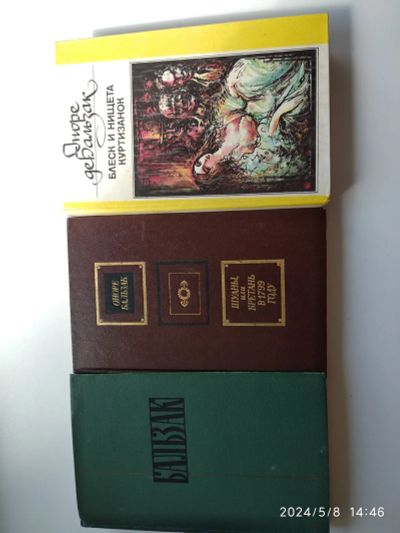 Оноре
де Бальзак
БЛЕСК И НИЩЕТА
КУРТИЗАНОК
ОНОРЕ
БАЛЬЗАК
ШУАНЫ,
ИЛИ
БРЕТАНЬ
В 1799
ГОДУ
БАЛЬЗАК
2024/5/8 14:46